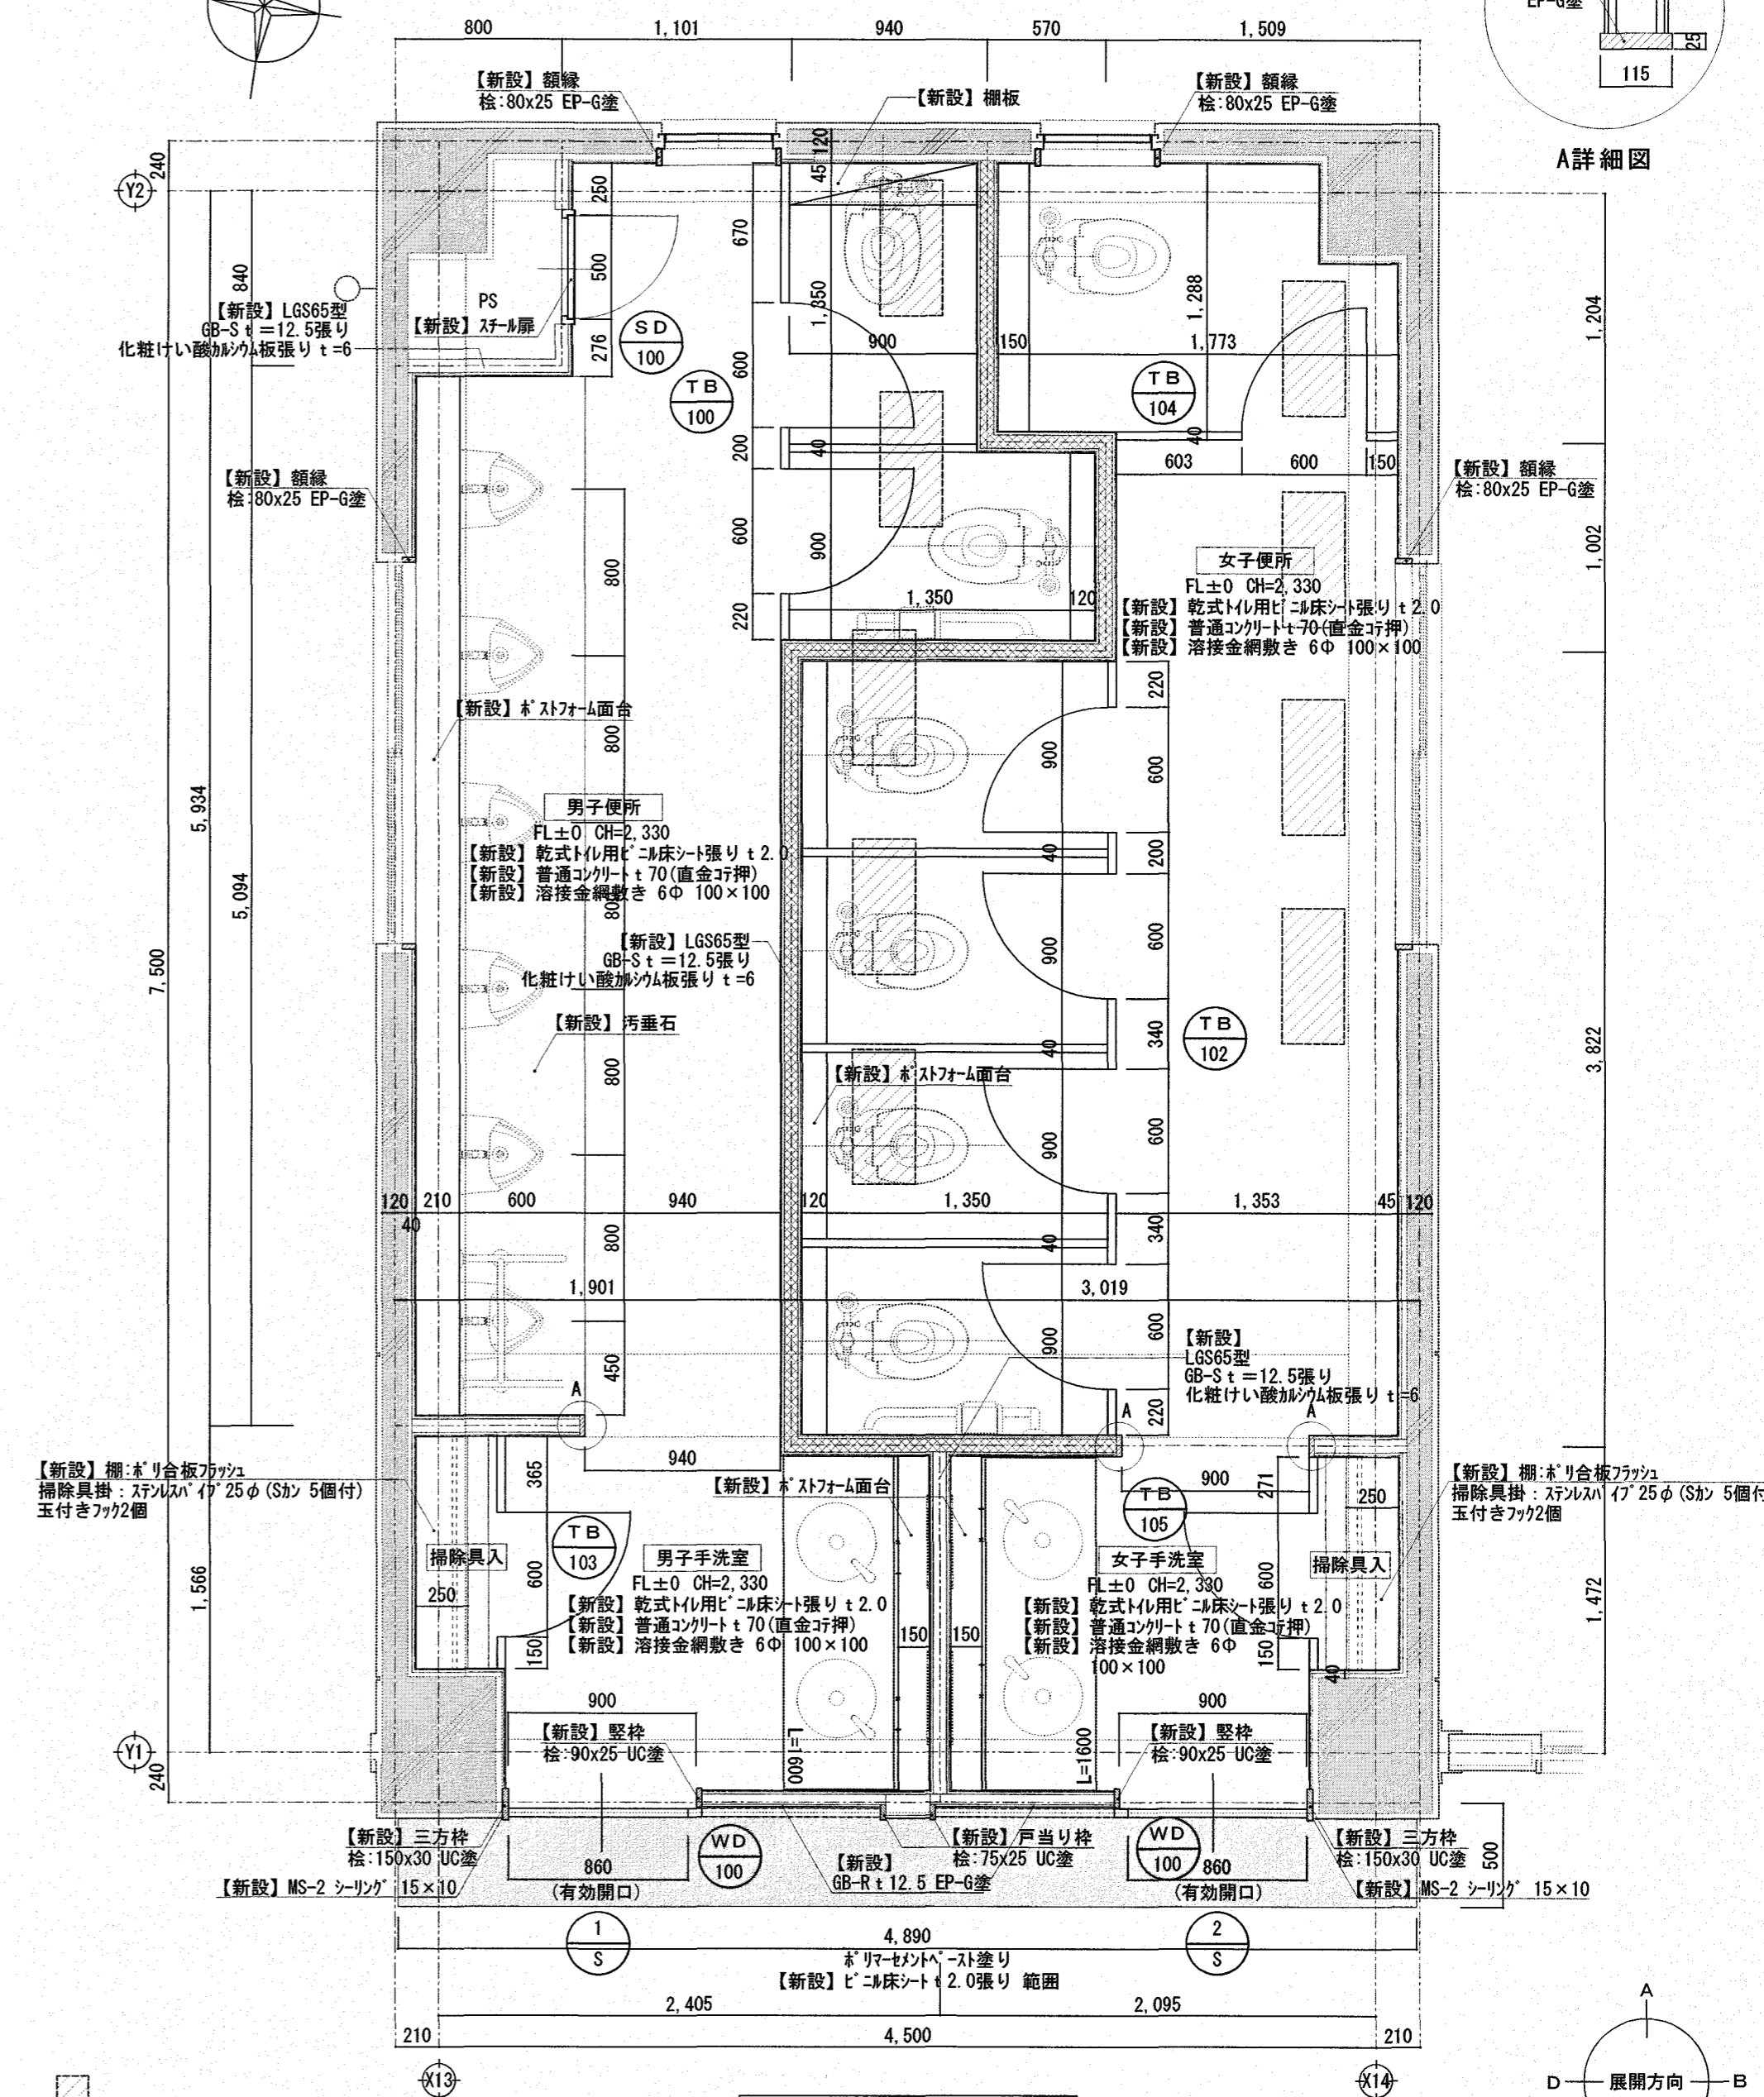 800
1,101
940
570
1,509
EP-G塗
25
115
A詳細図
【新設】額縁
桧:80x25 EP-G塗
【新設】棚板
【新設】額縁
桧:80x25 EP-G塗
Y2
240
840
5,934
5,094
7,500
1,566
Y1
240
【新設】LGS65型
GB-S t=12.5張り
化粧けい酸カルシウム板張り t=6
PS
【新設】スチール扉
250
500
276
SD
100
TB
100
670
600
200
600
220
45
120
1,350
900
40
900
1,350
120
150
1,288
1,773
TB
104
40
603
600
150
1,204
1,002
3,822
1,472
【新設】額縁
桧:80x25 EP-G塗
【新設】額縁
桧:80x25 EP-G塗
女子便所
FL±0 CH=2,330
【新設】乾式トイレ用ビニル床シート張り t2.0
【新設】普通コンクリート t70(直金コテ押)
【新設】溶接金網敷き 6Φ 100×100
【新設】ポストフォーム面台
800
800
800
800
800
450
男子便所
FL±0 CH=2,330
【新設】乾式トイレ用ビニル床シート張り t2.0
【新設】普通コンクリート t70(直金コテ押)
【新設】溶接金網敷き 6Φ 100×100
【新設】LGS65型
GB-S t=12.5張り
化粧けい酸カルシウム板張り t=6
【新設】汚垂石
【新設】ポストフォーム面台
900
40
900
40
900
40
900
220
600
200
600
340
600
340
600
220
TB
102
120
40
210
600
940
120
1,350
1,353
45
120
1,901
3,019
【新設】
LGS65型
GB-S t=12.5張り
化粧けい酸カルシウム板張り t=6
A
A
A
940
900
【新設】棚:ポリ合板フラッシュ
掃除具掛:ステンレスパイプ25φ(Sカン 5個付)
玉付きフック2個
【新設】ポストフォーム面台
【新設】棚:ポリ合板フラッシュ
掃除具掛:ステンレスパイプ25φ(Sカン 5個付
玉付きフック2個
365
600
150
TB
103
掃除具入
250
男子手洗室
FL±0 CH=2,330
【新設】乾式トイレ用ビニル床シート張り t2.0
【新設】普通コンクリート t70(直金コテ押)
【新設】溶接金網敷き 6Φ 100×100
150
150
TB
105
271
600
150
40
250
掃除具入
女子手洗室
FL±0 CH=2,330
【新設】乾式トイレ用ビニル床シート張り t2.0
【新設】普通コンクリート t70(直金コテ押)
【新設】溶接金網敷き 6Φ
100×100
900
【新設】竪枠
桧:90x25 UC塗
L=1600
L=1600
900
【新設】竪枠
桧:90x25 UC塗
【新設】三方枠
桧:150x30 UC塗
【新設】MS-2 シーリング 15×10
860
(有効開口)
WD
100
【新設】
GB-R t12.5 EP-G塗
【新設】戸当り枠
桧:75x25 UC塗
WD
100
860
(有効開口)
【新設】三方枠
桧:150x30 UC塗
【新設】MS-2 シーリング 15×10
500
1
S
2
S
4,890
ポリマーセメントペースト塗り
【新設】ビニル床シート t2.0張り 範囲
2,405
2,095
210
4,500
210
X13
X14
A
D
展開方向
B